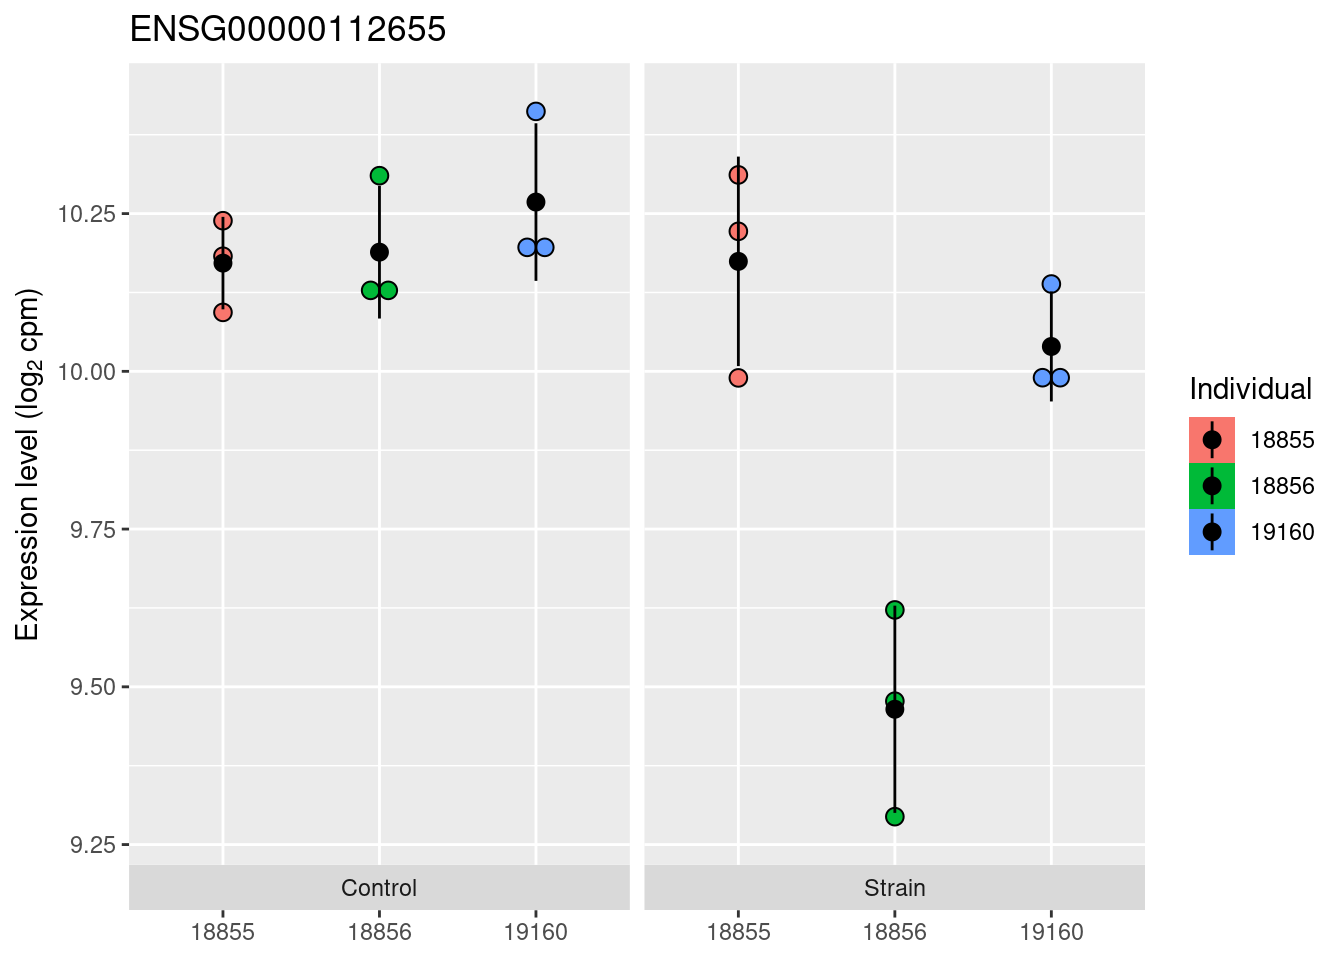 ENSG00000112655
Expression level (log₂ cpm)
10.25
10.00
9.75
9.50
9.25
Control
Strain
18855
18856
19160
18855
18856
19160
Individual
18855
18856
19160